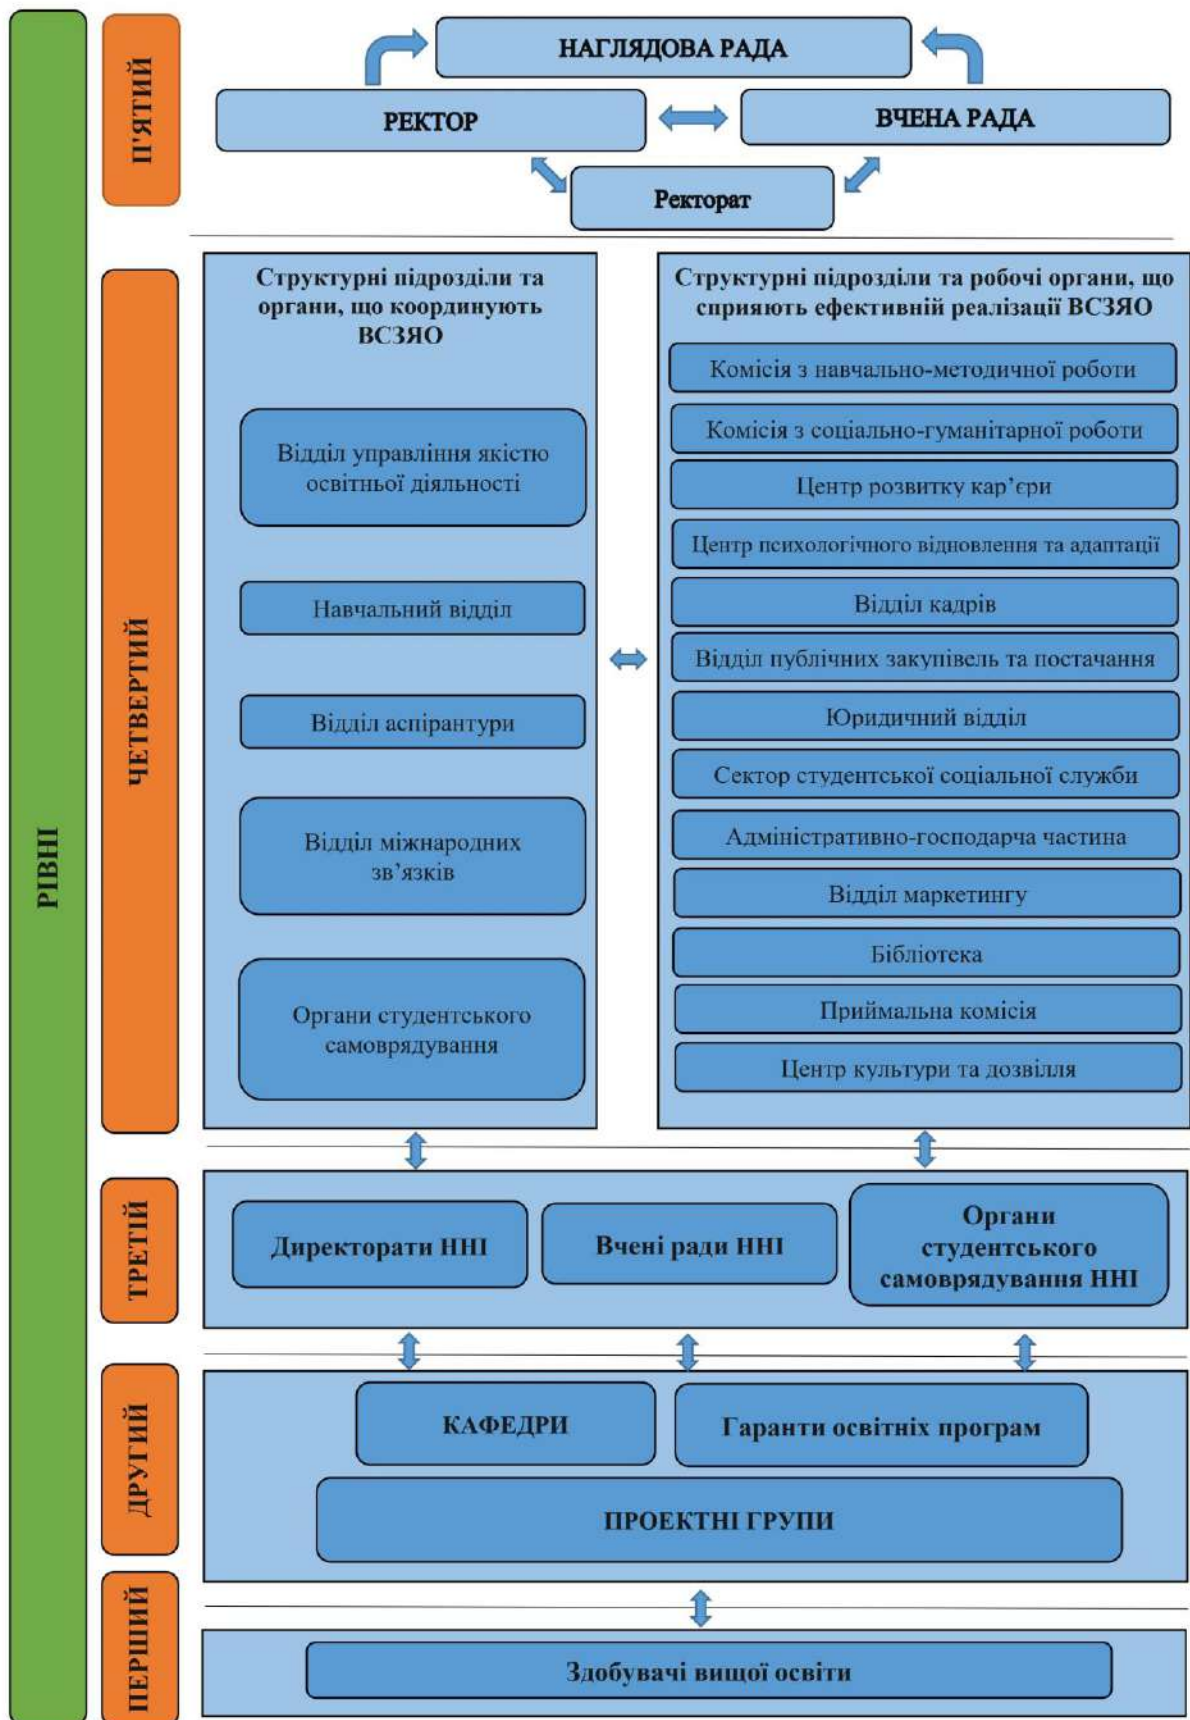 РІВНІ
П'ЯТИЙ
НАГЛЯДОВА РАДА
РЕКТОР
ВЧЕНА РАДА
Ректорат
ЧЕТВЕРТИЙ
Структурні підрозділи та
органи, що координують
ВСЗЯО
Відділ управління якістю
освітньої діяльності
Навчальний відділ
Відділ аспірантури
Відділ міжнародних
зв’язків
Органи студентського
самоврядування
Структурні підрозділи та робочі органи, що
сприяють ефективній реалізації ВСЗЯО
Комісія з навчально-методичної роботи
Комісія з соціально-гуманітарної роботи
Центр розвитку кар’єри
Центр психологічного відновлення та адаптації
Відділ кадрів
Відділ публічних закупівель та постачання
Юридичний відділ
Сектор студентської соціальної служби
Адміністративно-господарча частина
Відділ маркетингу
Бібліотека
Приймальна комісія
Центр культури та дозвілля
ТРЕТІЙ
Директорати ННІ
Вчені ради ННІ
Органи
студентського
самоврядування ННІ
ДРУГИЙ
КАФЕДРИ
Гаранти освітніх програм
ПРОЕКТНІ ГРУПИ
ПЕРШИЙ
Здобувачі вищої освіти